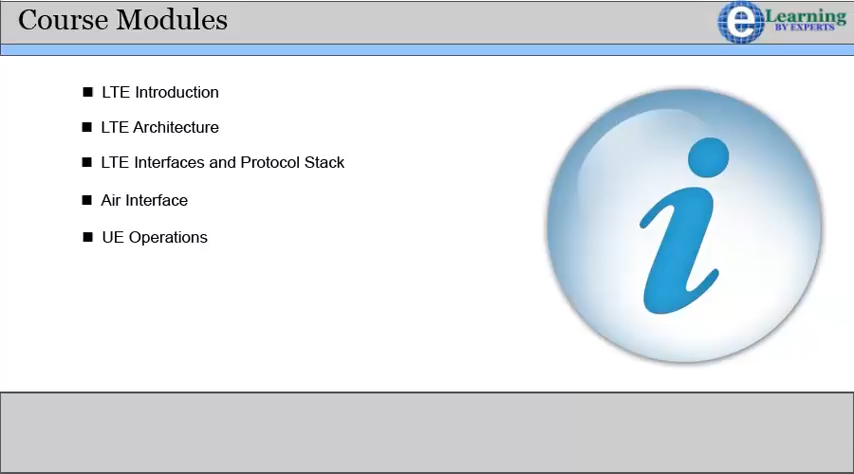 Course Modules
eLearning
BY EXPERTS
■ LTE Introduction
■ LTE Architecture
■ LTE Interfaces and Protocol Stack
■ Air Interface
■ UE Operations
i